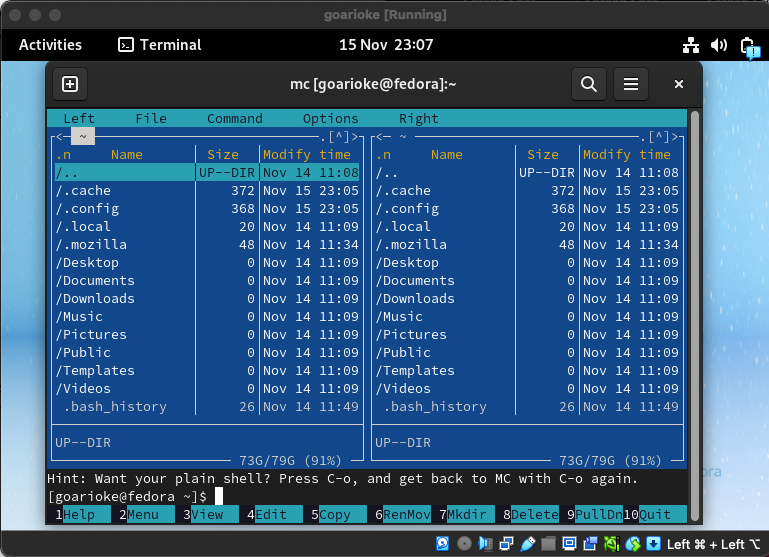 goarioke [Running]
Activities Terminal 15 Nov 23:07
mc [goarioke@fedora]:~
Left File Command Options Right
<- ~ .[^]> <- ~ .[^]>
.n Name Size Modify time .n Name Size Modify time
/.. UP--DIR Nov 14 11:08 /.. UP--DIR Nov 14 11:08
/.cache 372 Nov 15 23:05 /.cache 372 Nov 15 23:05
/.config 368 Nov 15 23:05 /.config 368 Nov 15 23:05
/.local 20 Nov 14 11:09 /.local 20 Nov 14 11:09
/.mozilla 48 Nov 14 11:34 /.mozilla 48 Nov 14 11:34
/Desktop 0 Nov 14 11:09 /Desktop 0 Nov 14 11:09
/Documents 0 Nov 14 11:09 /Documents 0 Nov 14 11:09
/Downloads 0 Nov 14 11:09 /Downloads 0 Nov 14 11:09
/Music 0 Nov 14 11:09 /Music 0 Nov 14 11:09
/Pictures 0 Nov 14 11:09 /Pictures 0 Nov 14 11:09
/Public 0 Nov 14 11:09 /Public 0 Nov 14 11:09
/Templates 0 Nov 14 11:09 /Templates 0 Nov 14 11:09
/Videos 0 Nov 14 11:09 /Videos 0 Nov 14 11:09
.bash_history 26 Nov 14 11:49 .bash_history 26 Nov 14 11:49
UP--DIR UP--DIR
73G/79G (91%) 73G/79G (91%)
ora
Hint: Want your plain shell? Press C-o, and get back to MC with C-o again.
[goarioke@fedora ~]$
1Help 2Menu 3View 4Edit 5Copy 6RenMov 7Mkdir 8Delete 9PullDn 10Quit
Left ⌘ + Left ⌥